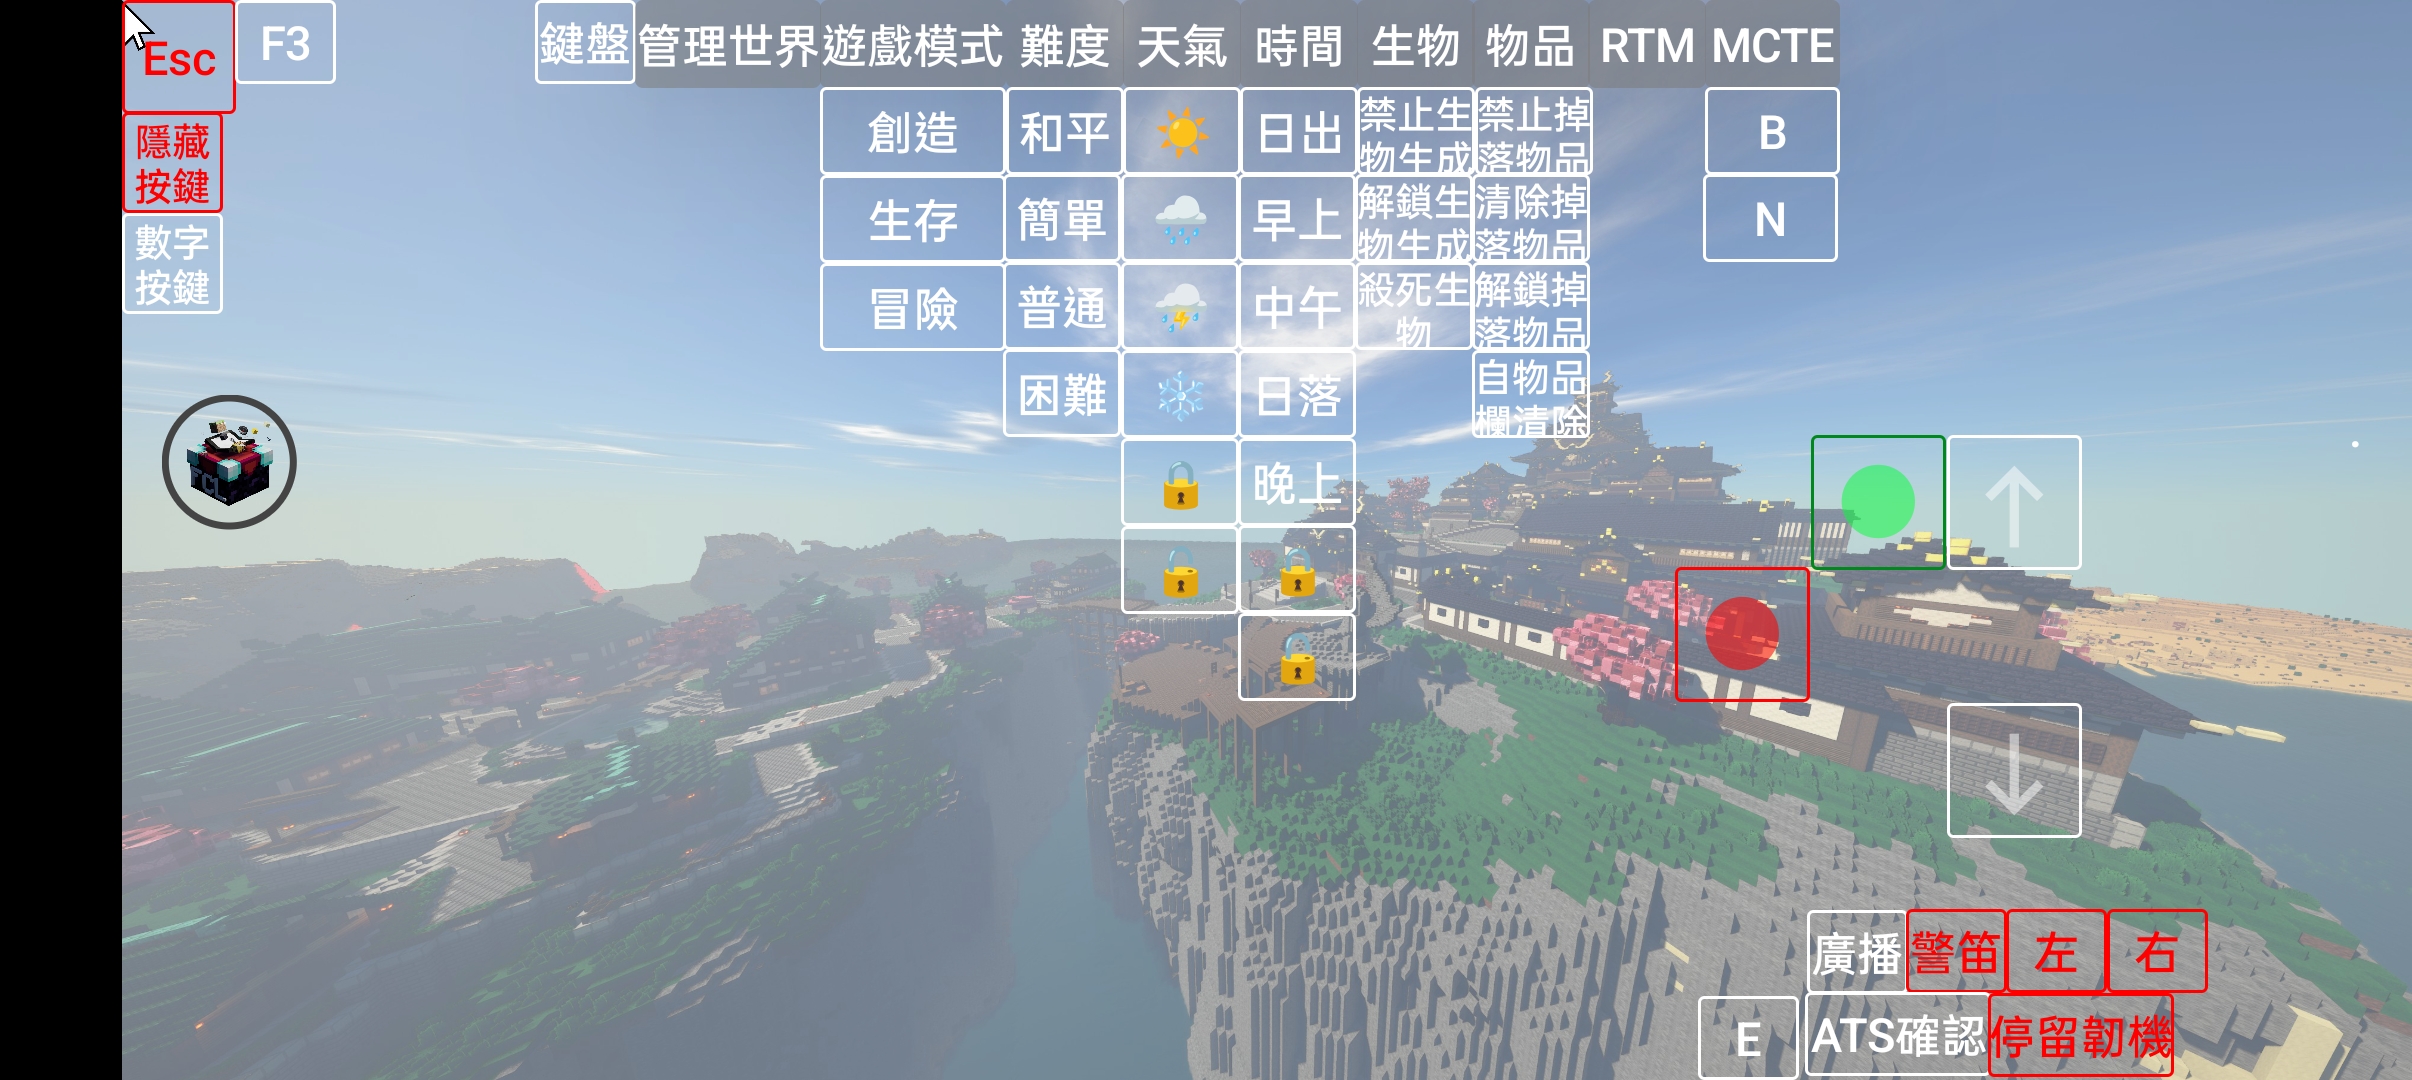 Esc
F3
鍵盤
管理世界
遊戲模式
難度
天氣
時間
生物
物品
RTM
MCTE
隱藏
按鍵
數字
按鍵
創造
和平
日出
禁止生
物生成
禁止掉
落物品
B
生存
簡單
早上
解鎖生
物生成
清除掉
落物品
N
冒險
普通
中午
殺死生
物
解鎖掉
落物品
困難
日落
自物品
欄清除
晚上
FCL
廣播
警笛
左
右
E
ATS確認
停留韌機